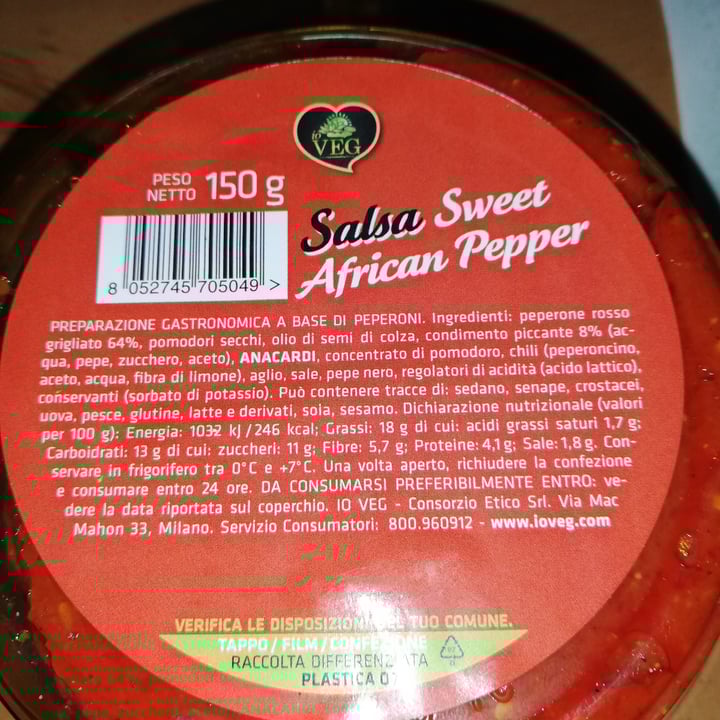 io
VEG
PESO
NETTO 150 g
Salsa Sweet
African Pepper
8 052745 705049 >
PREPARAZIONE GASTRONOMICA A BASE DI PEPERONI. Ingredienti: peperone rosso
grigliato 64%, pomodori secchi, olio di semi di colza, condimento piccante 8% (ac-
qua, pepe, zucchero, aceto), ANACARDI, concentrato di pomodoro, chili (peperoncino,
aceto, acqua, fibra di limone), aglio, sale, pepe nero, regolatori di acidità (acido lattico),
conservanti (sorbato di potassio). Può contenere tracce di: sedano, senape, crostacei,
uova, pesce, glutine, latte e derivati, soia, sesamo. Dichiarazione nutrizionale (valori
per 100 g): Energia: 1032 kj/246 kcal; Grassi: 18 g di cui: acidi grassi saturi 1,7 g;
Carboidrati: 13 g di cui: zuccheri: 11 g; Fibre: 5,7 g; Proteine: 4,1 g; Sale: 1,8 g. Con-
servare in frigorifero tra 0°C e +7°C. Una volta aperto, richiudere la confezione
e consumare entro 24 ore. DA CONSUMARSI PREFERIBILMENTE ENTRO: ve-
dere la data riportata sul coperchio. IO VEG - Consorzio Etico Srl. Via Mac
Mahon 33, Milano. Servizio Consumatori: 800.960912 - www.ioveg.com
VERIFICA LE DISPOSIZIONI DEL TUO COMUNE.
TAPPO / FILM / CONFEZIONE
RACCOLTA DIFFERENZIATA
PLASTICA 07